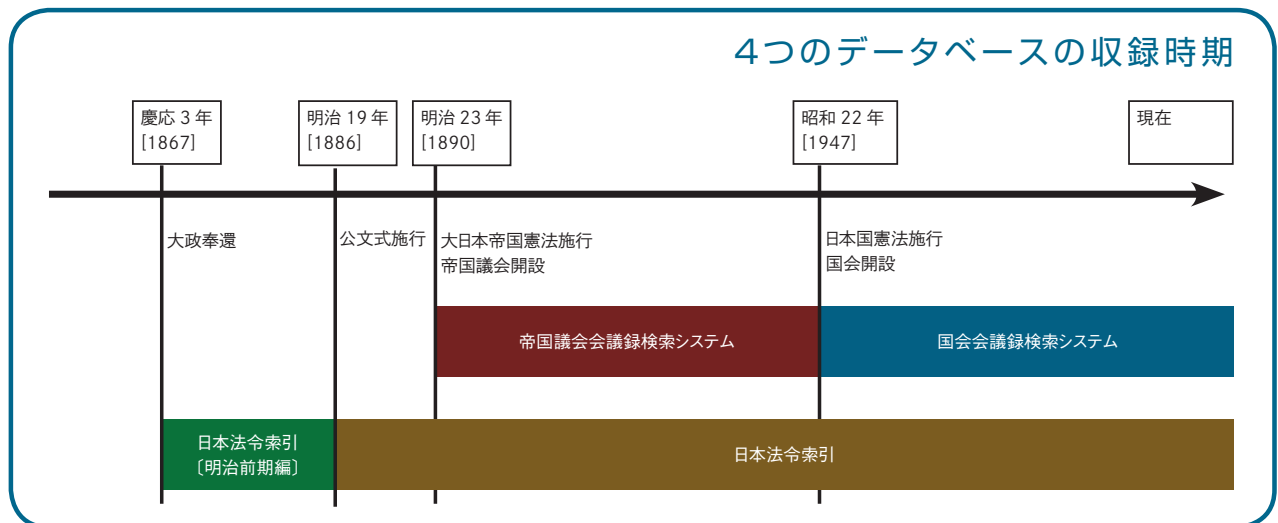 4つのデータベースの収録時期
慶応 3 年
[1867]
明治 19 年
[1886]
明治 23 年
[1890]
昭和 22 年
[1947]
現在
大政奉還
公文式施行
大日本帝国憲法施行
帝国議会開設
日本国憲法施行
国会開設
帝国議会会議録検索システム
国会会議録検索システム
日本法令索引
〔明治前期編〕
日本法令索引